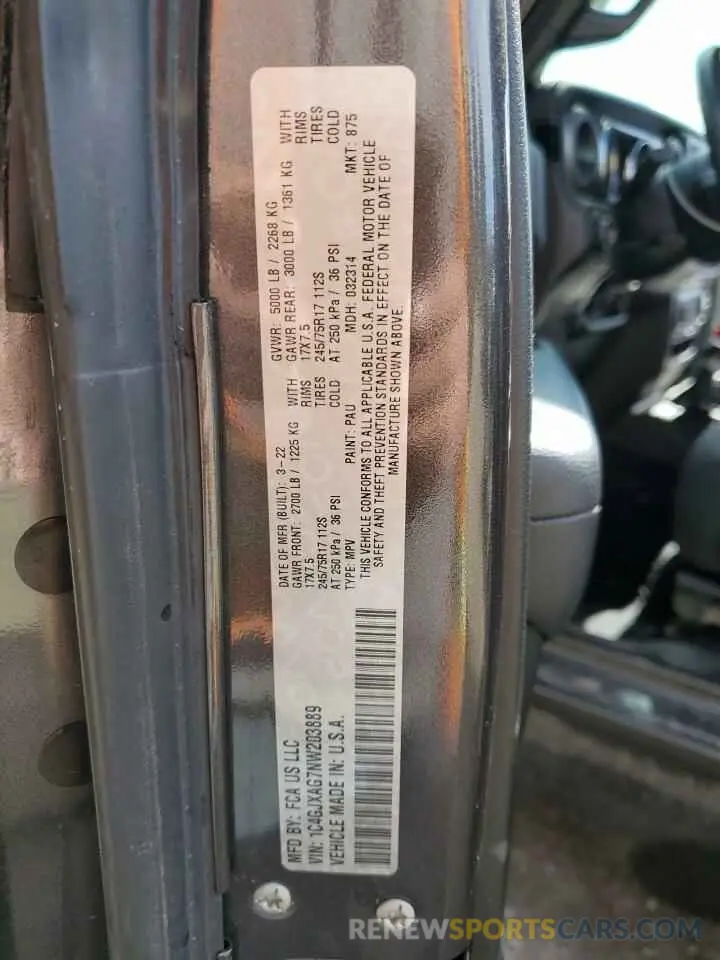 MFD BY: FCA US LLC
DATE OF MFR (BUILT): 3-22
GVWR: 5000 LB / 2268 KG
GAWR FRONT: 2700 LB / 1225 KG WITH
GAWR REAR: 3000 LB / 1361 KG WITH
17X7.5 RIMS
17X7.5 RIMS
245/75R17 112S TIRES
245/75R17 112S TIRES
AT 250 kPa / 36 PSI COLD
AT 250 kPa / 36 PSI COLD
VIN: 1C4GJXAG7NW203889
TYPE: MPV PAINT: PAU MDH: 032314 MKT: 875
VEHICLE MADE IN: U.S.A.
THIS VEHICLE CONFORMS TO ALL APPLICABLE U.S.A. FEDERAL MOTOR VEHICLE
SAFETY AND THEFT PREVENTION STANDARDS IN EFFECT ON THE DATE OF
MANUFACTURE SHOWN ABOVE.
RENEWSPORTSCARS.COM